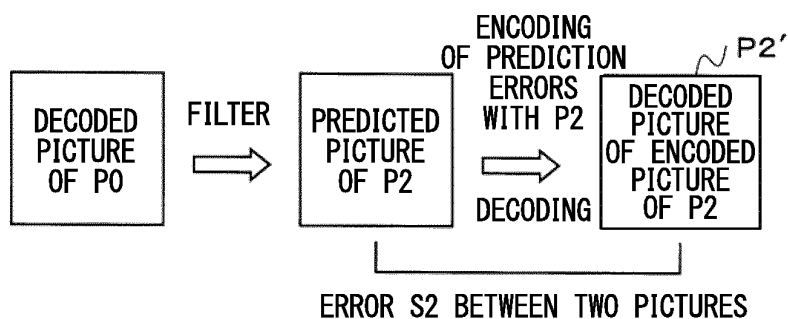 DECODED
PICTURE
OF P0
FILTER
PREDICTED
PICTURE
OF P2
ENCODING
OF PREDICTION
ERRORS
WITH P2
DECODING
P2′
DECODED
PICTURE
OF ENCODED
PICTURE
OF P2
ERROR S2 BETWEEN TWO PICTURES